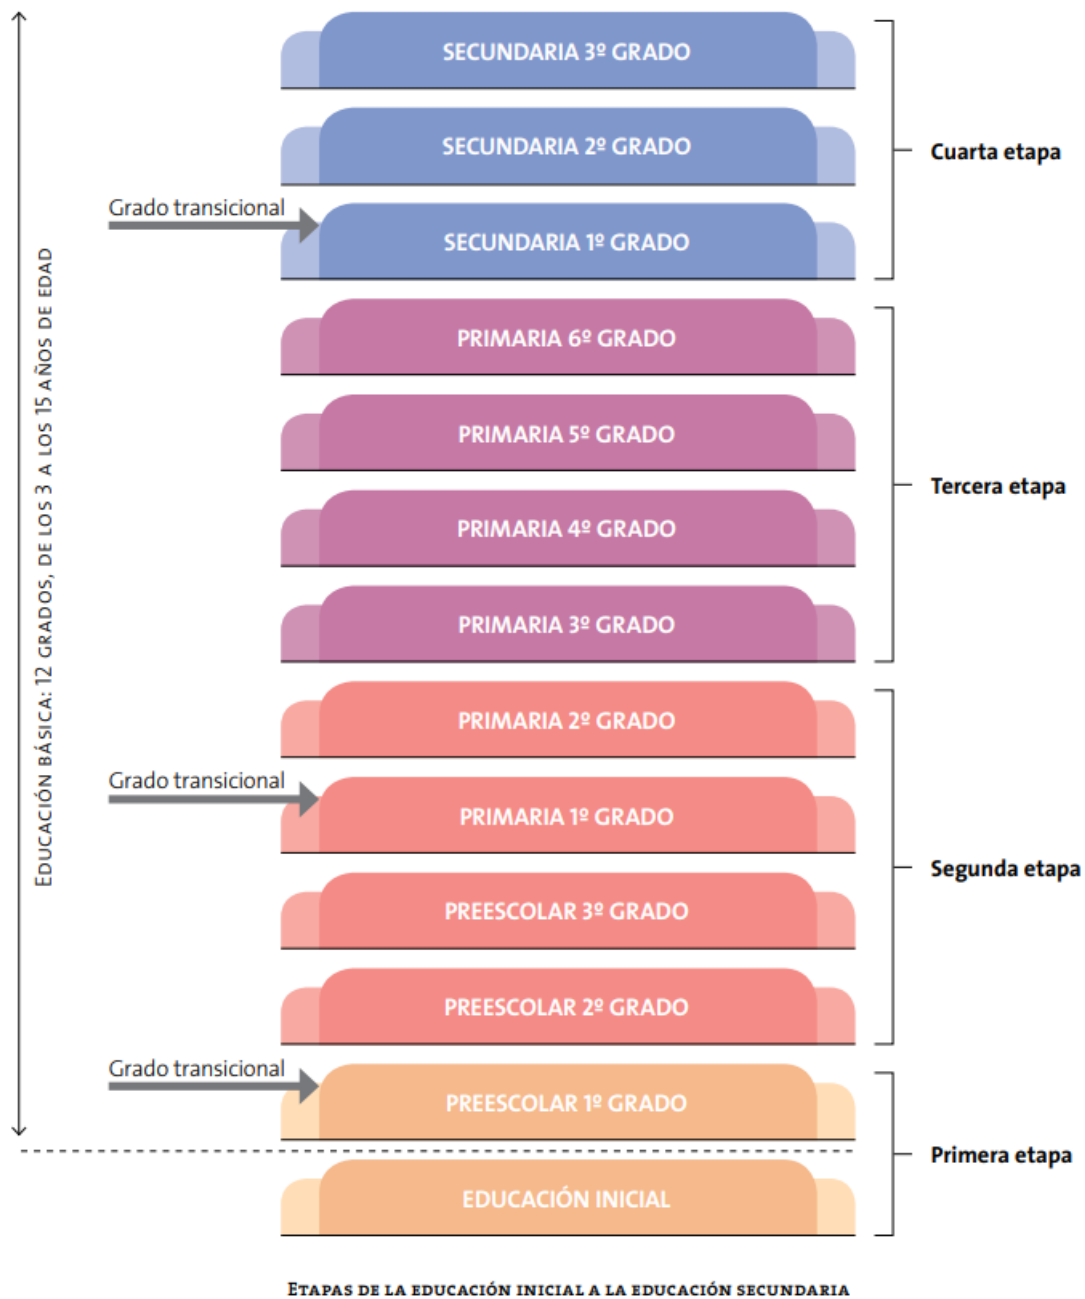 SECUNDARIA 3º GRADO
SECUNDARIA 2º GRADO
Cuarta etapa
Grado transicional
SECUNDARIA 1º GRADO
PRIMARIA 6º GRADO
PRIMARIA 5º GRADO
Tercera etapa
PRIMARIA 4º GRADO
PRIMARIA 3º GRADO
PRIMARIA 2º GRADO
Grado transicional
PRIMARIA 1º GRADO
Segunda etapa
PREESCOLAR 3º GRADO
PREESCOLAR 2º GRADO
Grado transicional
PREESCOLAR 1º GRADO
Primera etapa
EDUCACIÓN INICIAL
EDUCACIÓN BÁSICA: 12 GRADOS, DE LOS 3 A LOS 15 AÑOS DE EDAD
ETAPAS DE LA EDUCACIÓN INICIAL A LA EDUCACIÓN SECUNDARIA